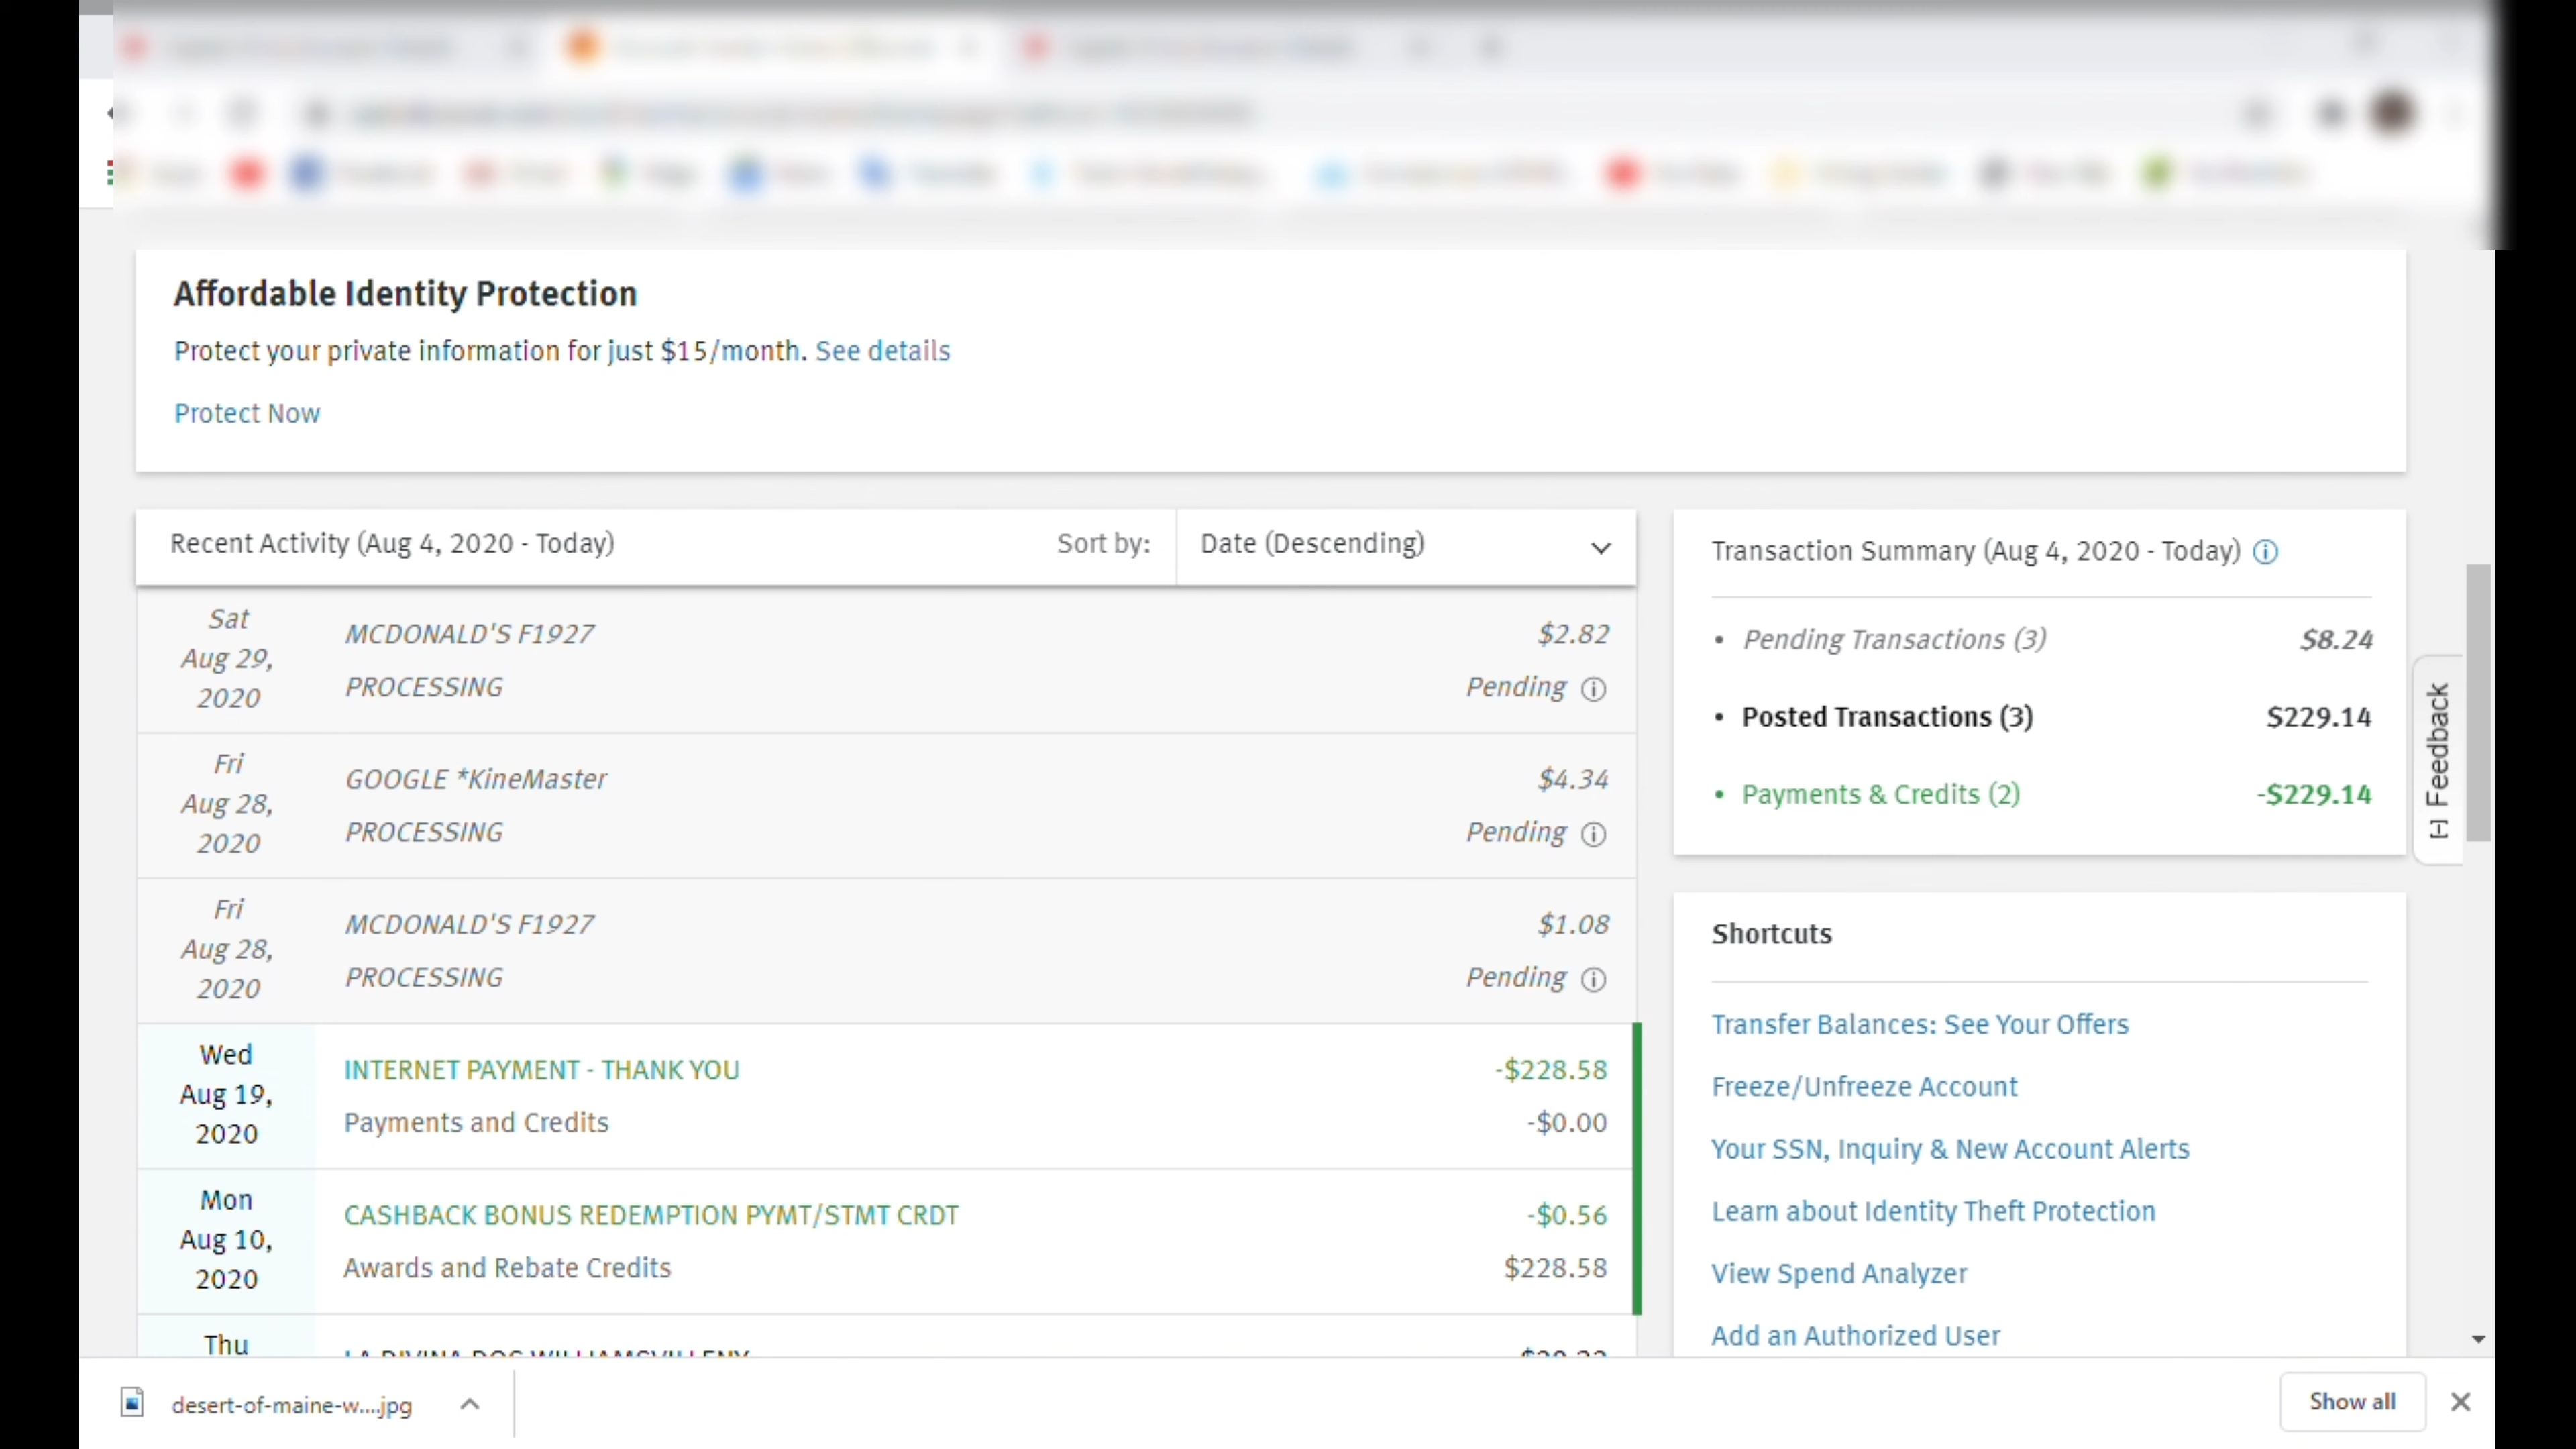 Affordable Identity Protection
Protect your private information for just $15/month. See details
Protect Now
Recent Activity (Aug 4, 2020 - Today)
Sort by:
Date (Descending)
Sat
Aug 29,
2020
MCDONALD'S F1927
PROCESSING
$2.82
Pending
Fri
Aug 28,
2020
GOOGLE *KineMaster
PROCESSING
$4.34
Pending
Fri
Aug 28,
2020
MCDONALD'S F1927
PROCESSING
$1.08
Pending
Wed
Aug 19,
2020
INTERNET PAYMENT - THANK YOU
Payments and Credits
-$228.58
-$0.00
Mon
Aug 10,
2020
CASHBACK BONUS REDEMPTION PYMT/STMT CRDT
Awards and Rebate Credits
-$0.56
$228.58
Thu
Transaction Summary (Aug 4, 2020 - Today)
• Pending Transactions (3) $8.24
• Posted Transactions (3) $229.14
• Payments & Credits (2) -$229.14
[-] Feedback
Shortcuts
Transfer Balances: See Your Offers
Freeze/Unfreeze Account
Your SSN, Inquiry & New Account Alerts
Learn about Identity Theft Protection
View Spend Analyzer
Add an Authorized User
desert-of-maine-w....jpg
Show all